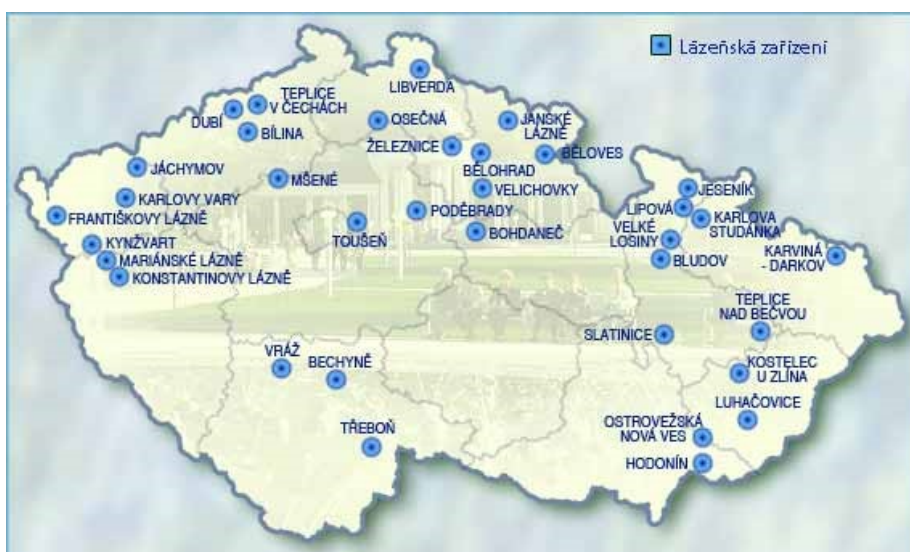 Lázeňská zařízení
LIBVERDA
TEPLICE
V ČECHÁCH
DUBÍ
BÍLINA
OSEČNÁ
JANSKÉ
LÁZNĚ
ŽELEZNICE
BĚLOVES
BĚLOHRAD
JÁCHYMOV
MŠENÉ
VELICHOVKY
JESENÍK
KARLOVY VARY
LIPOVÁ
FRANTIŠKOVY LÁZNĚ
PODĚBRADY
KARLOVA
STUDÁNKA
TOUŠEŇ
BOHDANEČ
VELKÉ
LOSINY
KYNŽVART
MARIÁNSKÉ LÁZNĚ
BLUDOV
KARVINÁ
- DARKOV
KONSTANTINOVY LÁZNĚ
TEPLICE
NAD BEČVOU
SLATINICE
VRÁŽ
BECHYNĚ
KOSTELEC
U ZLÍNA
LUHAČOVICE
TŘEBOŇ
OSTROVEŽSKÁ
NOVÁ VES
HODONÍN